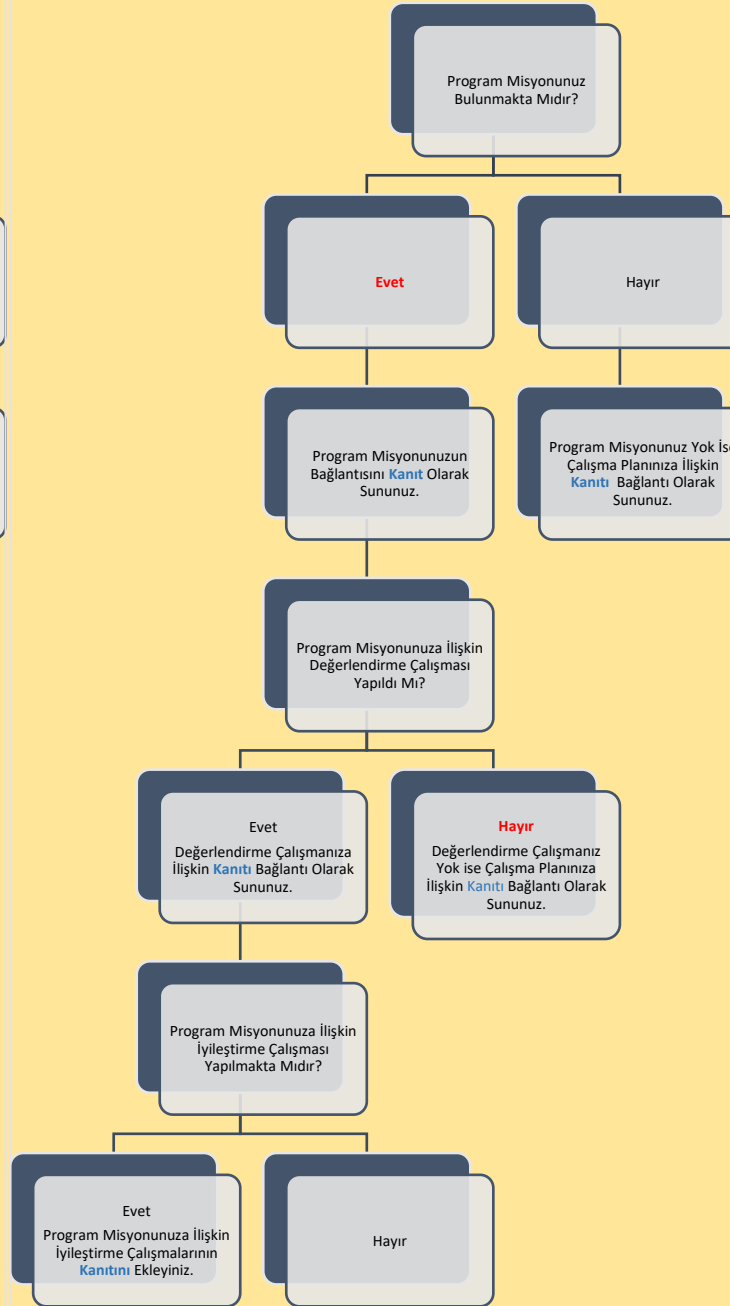 Program Misyonunuz
Bulunmakta Mıdır?
Evet
Hayır
Program Misyonunuzun
Bağlantısını Kanıt Olarak
Sununuz.
Program Misyonunuz Yok İse
Çalışma Planınıza İlişkin
Kanıtı Bağlantı Olarak
Sununuz.
Program Misyonunuza İlişkin
Değerlendirme Çalışması
Yapıldı Mı?
Evet
Değerlendirme Çalışmanıza
İlişkin Kanıtı Bağlantı Olarak
Sununuz.
Hayır
Değerlendirme Çalışmanız
Yok ise Çalışma Planınıza
İlişkin Kanıtı Bağlantı Olarak
Sununuz.
Program Misyonunuza İlişkin
İyileştirme Çalışması
Yapılmakta Mıdır?
Evet
Program Misyonunuza İlişkin
İyileştirme Çalışmalarının
Kanıtını Ekleyiniz.
Hayır